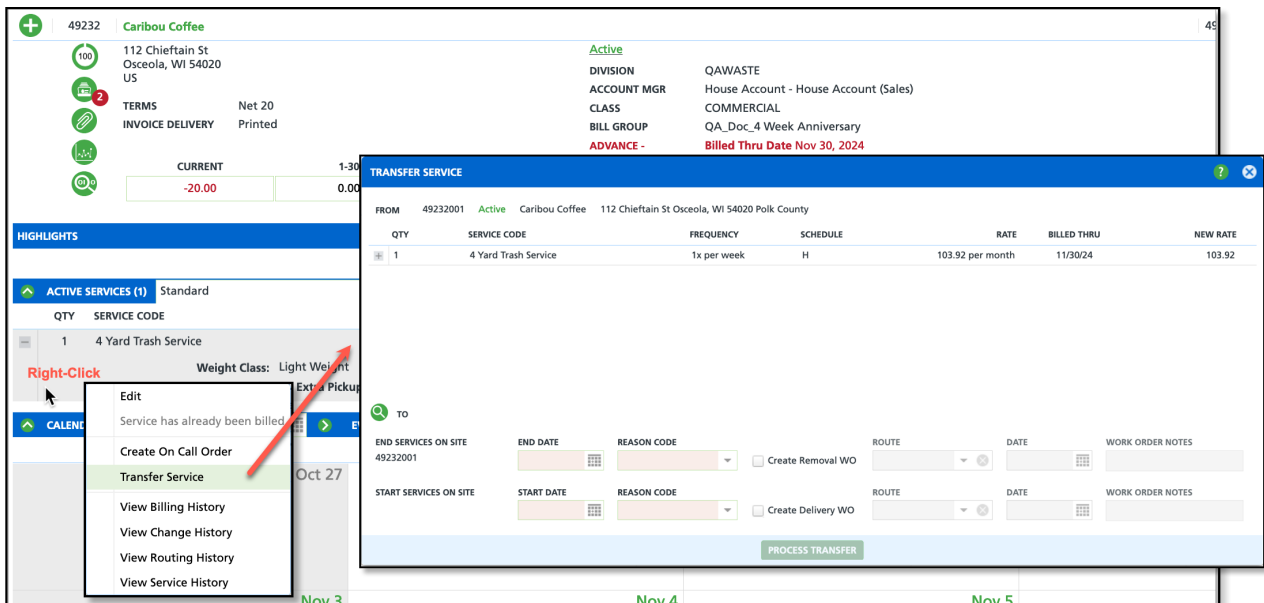 49232 Caribou Coffee 49
100
112 Chieftain St
Osceola, WI 54020
US
2
TERMS Net 20
INVOICE DELIVERY Printed
Active
DIVISION QAWASTE
ACCOUNT MGR House Account - House Account (Sales)
CLASS COMMERCIAL
BILL GROUP QA_Doc_4 Week Anniversary
ADVANCE - Billed Thru Date Nov 30, 2024
CURRENT 1-30
-20.00 0.00
HIGHLIGHTS
ACTIVE SERVICES (1) Standard
QTY SERVICE CODE
1 4 Yard Trash Service
Weight Class: Light Weight
Extra Pickup
Right-Click
CALEND
Edit
Service has already been billed
Create On Call Order
Transfer Service
View Billing History
View Change History
View Routing History
View Service History
Oct 27
Nov 3 Nov 4 Nov 5
TRANSFER SERVICE ?
FROM 49232001 Active Caribou Coffee 112 Chieftain St Osceola, WI 54020 Polk County
QTY SERVICE CODE FREQUENCY SCHEDULE RATE BILLED THRU NEW RATE
1 4 Yard Trash Service 1x per week H 103.92 per month 11/30/24 103.92
TO
END SERVICES ON SITE END DATE REASON CODE ROUTE DATE WORK ORDER NOTES
49232001 Create Removal WO
START SERVICES ON SITE START DATE REASON CODE ROUTE DATE WORK ORDER NOTES
Create Delivery WO
PROCESS TRANSFER